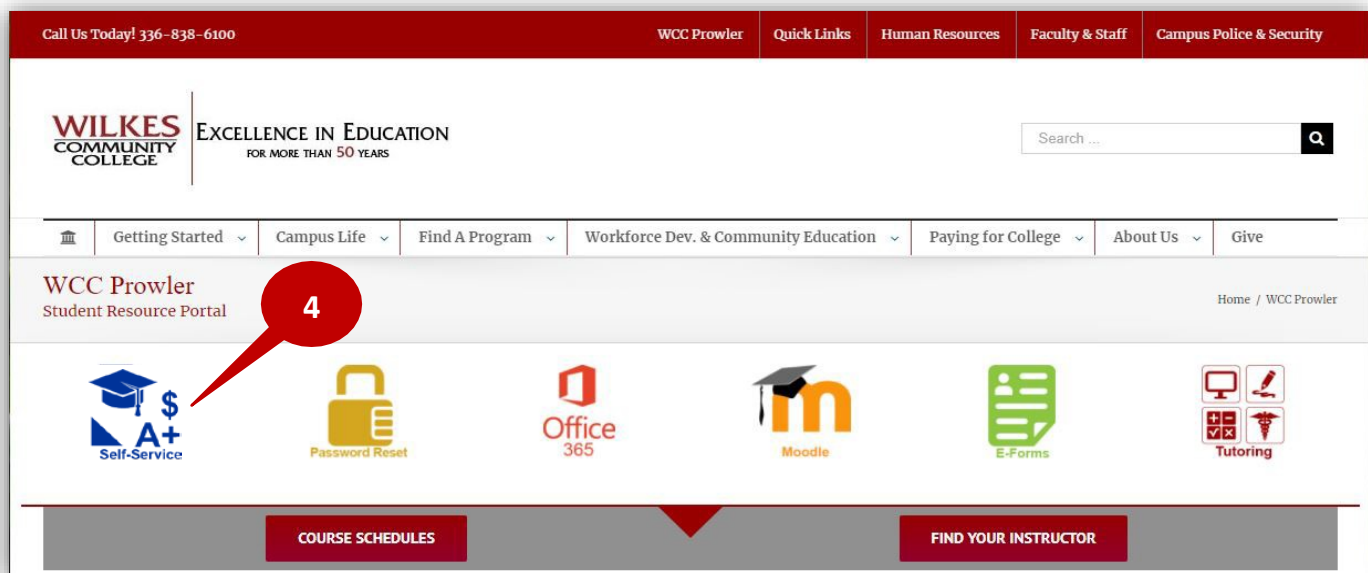 Call Us Today! 336-838-6100
WCC Prowler
Quick Links
Human Resources
Faculty & Staff
Campus Police & Security
WILKES
COMMUNITY
COLLEGE
EXCELLENCE IN EDUCATION
FOR MORE THAN 50 YEARS
Search ...
Getting Started
Campus Life
Find A Program
Workforce Dev. & Community Education
Paying for College
About Us
Give
WCC Prowler
Student Resource Portal
4
Home / WCC Prowler
$
A+
Self-Service
Password Reset
Office
365
m
Moodle
E-Forms
Tutoring
COURSE SCHEDULES
FIND YOUR INSTRUCTOR